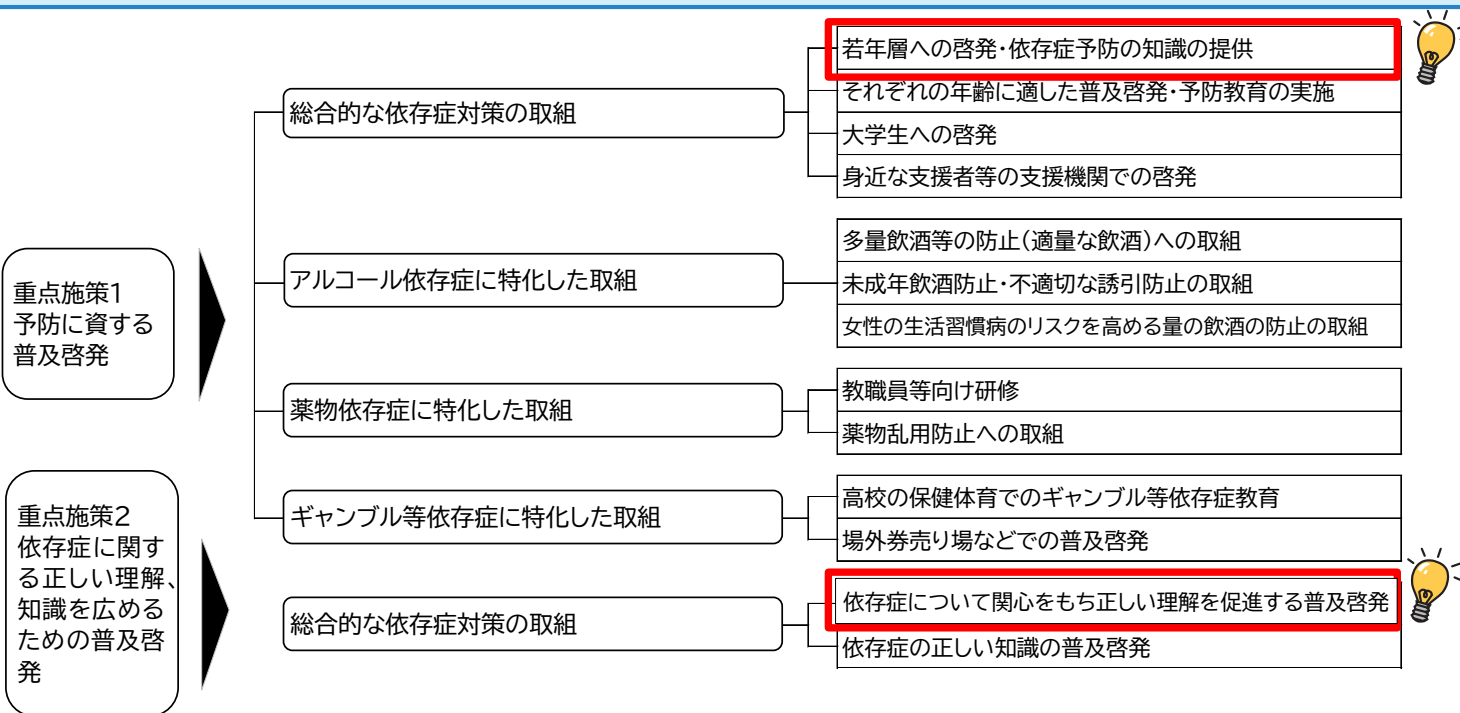 重点施策1
予防に資する
普及啓発
総合的な依存症対策の取組
若年層への啓発・依存症予防の知識の提供
それぞれの年齢に適した普及啓発・予防教育の実施
大学生への啓発
身近な支援者等の支援機関での啓発
アルコール依存症に特化した取組
多量飲酒等の防止(適量な飲酒)への取組
未成年飲酒防止・不適切な誘引防止の取組
女性の生活習慣病のリスクを高める量の飲酒の防止の取組
薬物依存症に特化した取組
教職員等向け研修
薬物乱用防止への取組
ギャンブル等依存症に特化した取組
高校の保健体育でのギャンブル等依存症教育
場外券売り場などでの普及啓発
重点施策2
依存症に関す
る正しい理解、
知識を広める
ための普及啓
発
総合的な依存症対策の取組
依存症について関心をもち正しい理解を促進する普及啓発
依存症の正しい知識の普及啓発